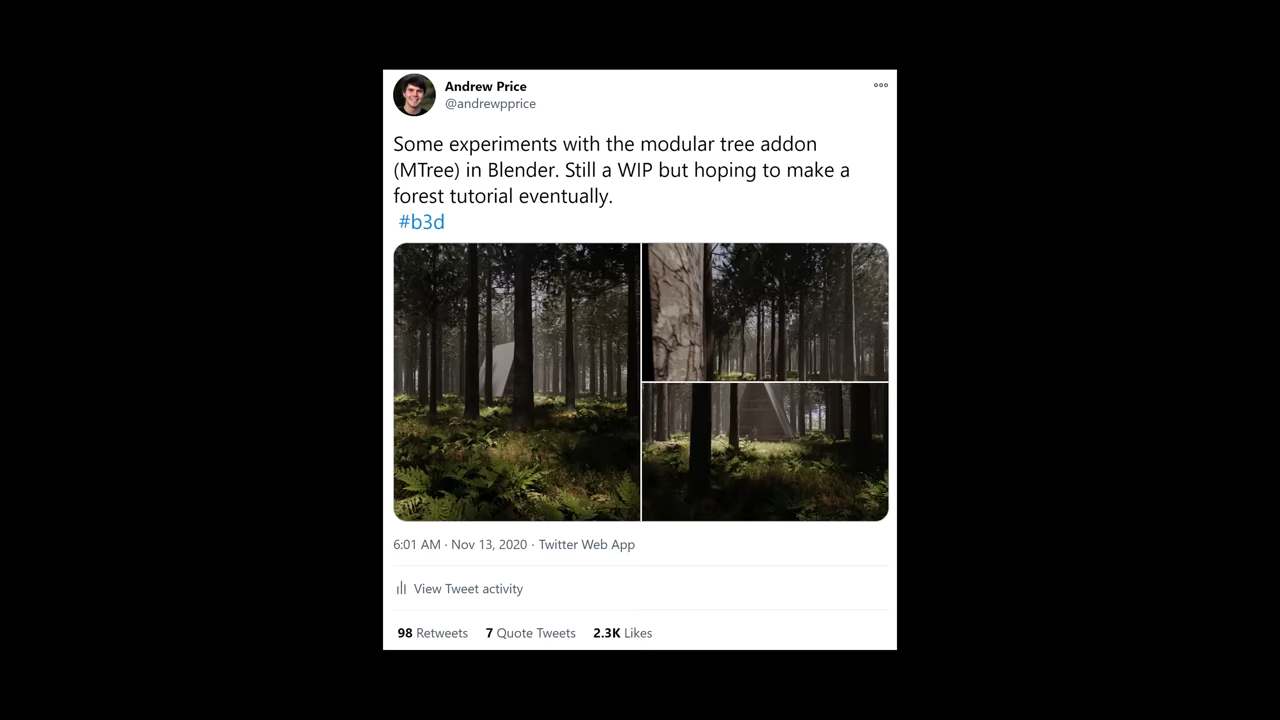 Andrew Price
@andrewpprice
Some experiments with the modular tree addon
(MTree) in Blender. Still a WIP but hoping to make a
forest tutorial eventually.
#b3d
6:01 AM · Nov 13, 2020 · Twitter Web App
View Tweet activity
98 Retweets 7 Quote Tweets 2.3K Likes